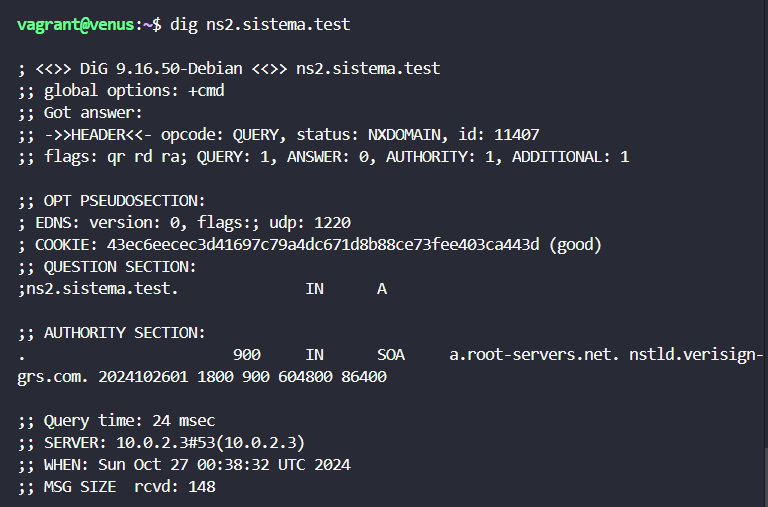 vagrant@venus:~$ dig ns2.sistema.test
; <<>> DiG 9.16.50-Debian <<>> ns2.sistema.test
;; global options: +cmd
;; Got answer:
;; ->>HEADER<<- opcode: QUERY, status: NXDOMAIN, id: 11407
;; flags: qr rd ra; QUERY: 1, ANSWER: 0, AUTHORITY: 1, ADDITIONAL: 1
;; OPT PSEUDOSECTION:
; EDNS: version: 0, flags:; udp: 1220
; COOKIE: 43ec6eecec3d41697c79a4dc671d8b88ce73fee403ca443d (good)
;; QUESTION SECTION:
;ns2.sistema.test. IN A
;; AUTHORITY SECTION:
. 900 IN SOA a.root-servers.net. nstld.verisign-
grs.com. 2024102601 1800 900 604800 86400
;; Query time: 24 msec
;; SERVER: 10.0.2.3#53(10.0.2.3)
;; WHEN: Sun Oct 27 00:38:32 UTC 2024
;; MSG SIZE rcvd: 148